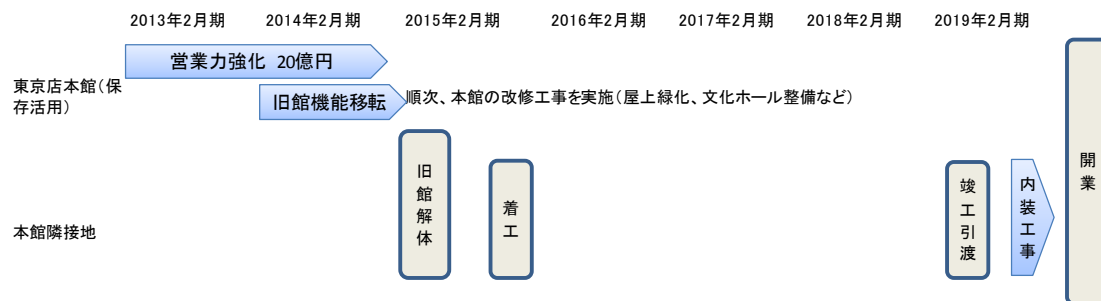 2013年2月期 2014年2月期 2015年2月期 2016年2月期 2017年2月期 2018年2月期 2019年2月期
営業力強化 20億円
東京店本館(保
存活用)
旧館機能移転
順次、本館の改修工事を実施(屋上緑化、文化ホール整備など)
本館隣接地
旧館解体
着工
竣工引渡
内装工事
開業